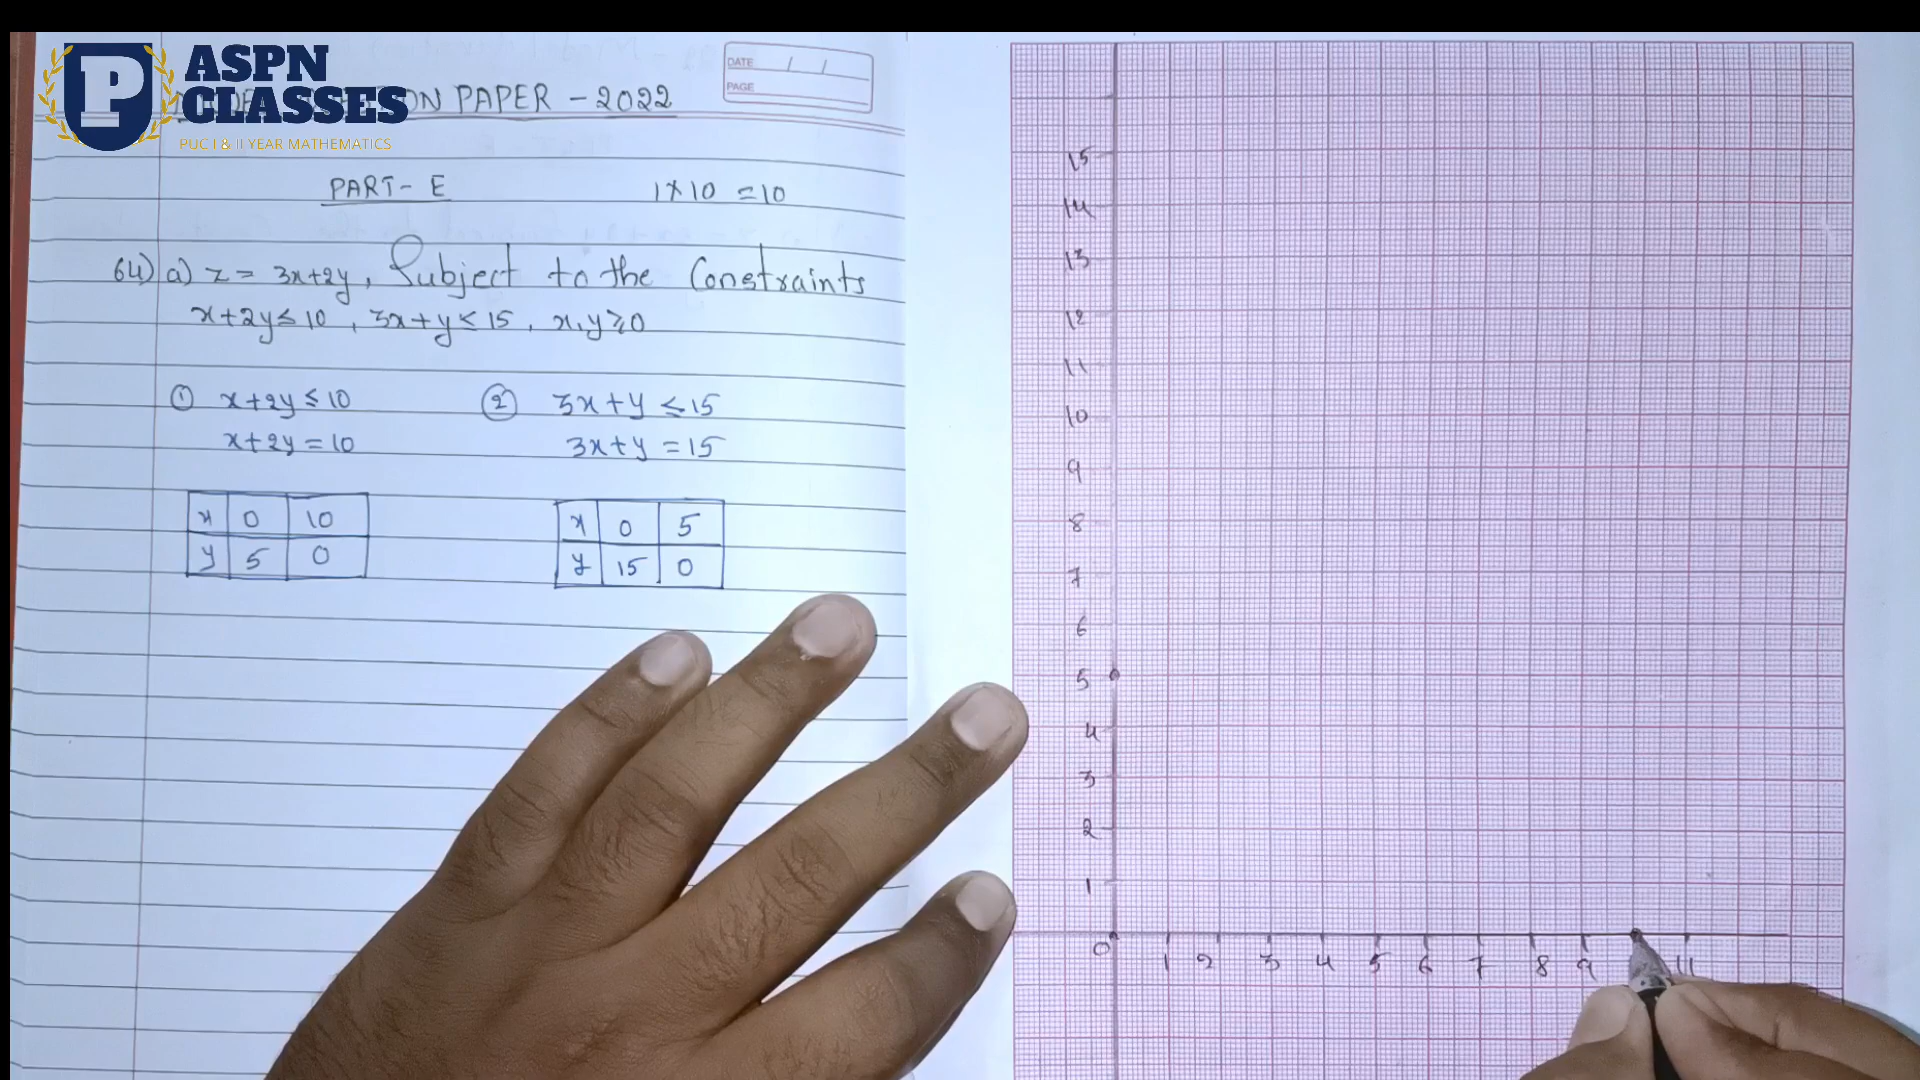 P
ASPN
CLASSES
PUC I & II YEAR MATHEMATICS
ON PAPER - 2022
DATE / /
PAGE
PART- E 1×10 =10
64) a) z = 3x+2y, Subject to the Constraints
x+2y≤10, 3x+y≤15, x,y≥0
① x+2y≤10 ② 3x+y≤15
x+2y=10 3x+y=15
x 0 10
y 5 0
x 0 5
y 15 0
15
14
13
12
11
10
9
8
7
6
5
4
3
2
1
0 1 2 3 4 5 6 7 8 9 11